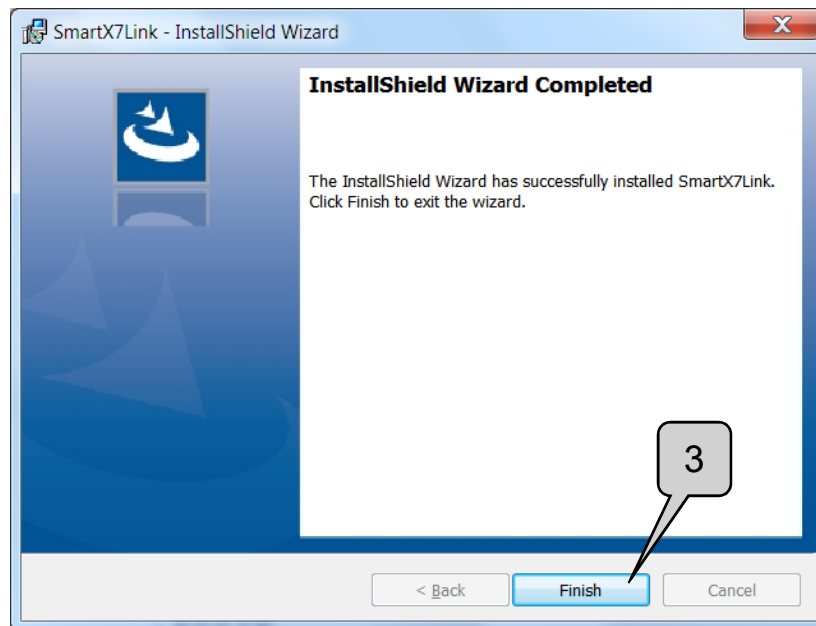 SmartX7Link - InstallShield Wizard
X
InstallShield Wizard Completed
The InstallShield Wizard has successfully installed SmartX7Link.
Click Finish to exit the wizard.
3
< Back
Finish
Cancel